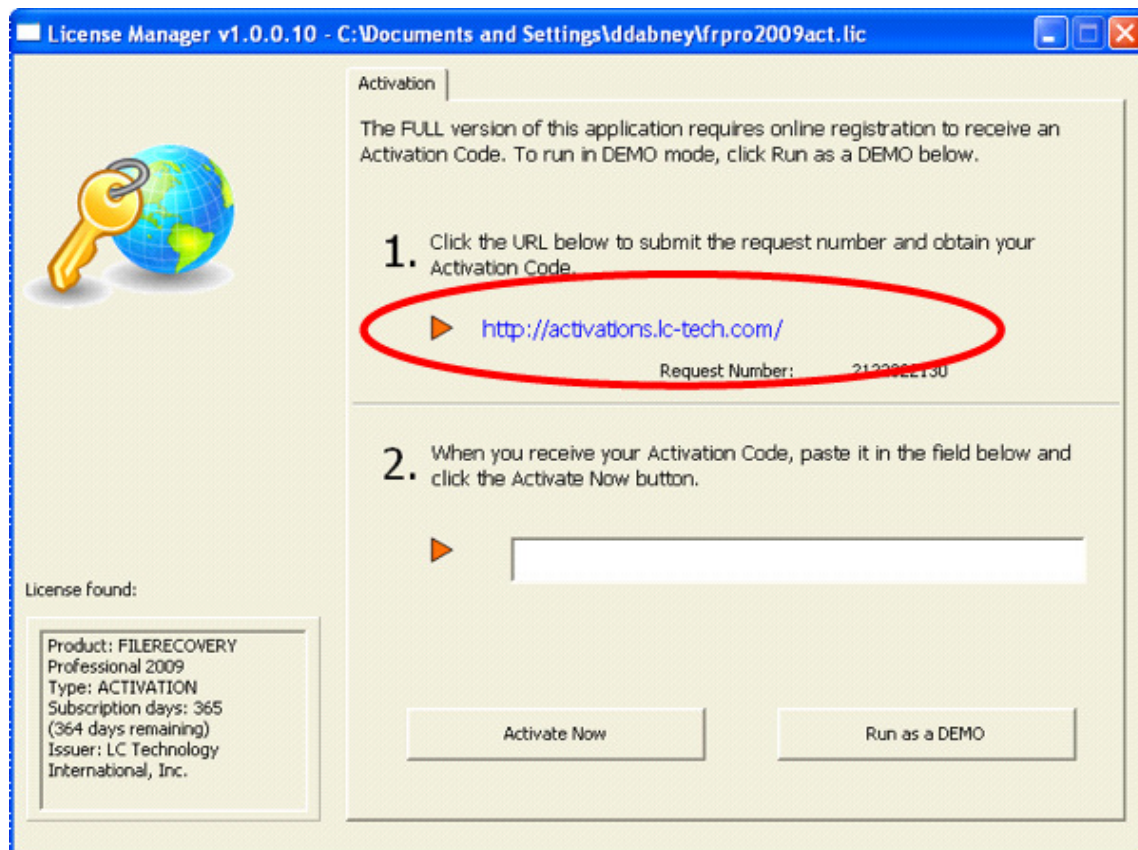 License Manager v1.0.0.10 - C:\Documents and Settings\ddabney\frpro2009act.lic
Activation
The FULL version of this application requires online registration to receive an
Activation Code. To run in DEMO mode, click Run as a DEMO below.
1. Click the URL below to submit the request number and obtain your
Activation Code.
http://activations.lc-tech.com/
Request Number:
2. When you receive your Activation Code, paste it in the field below and
click the Activate Now button.
License found:
Product: FILERECOVERY
Professional 2009
Type: ACTIVATION
Subscription days: 365
(364 days remaining)
Issuer: LC Technology
International, Inc.
Activate Now
Run as a DEMO